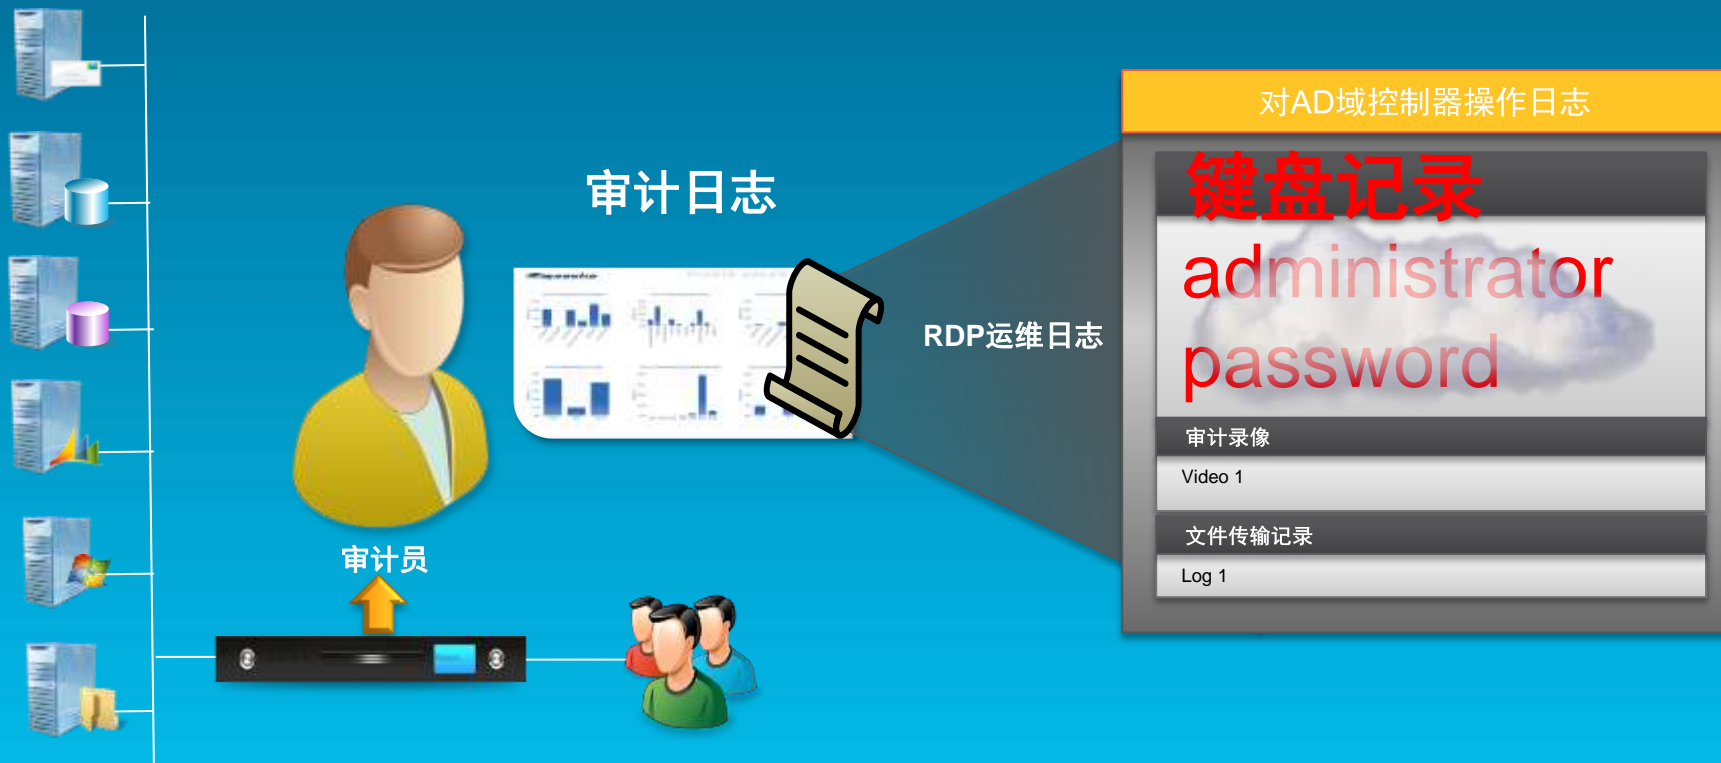 对AD域控制器操作日志
键盘记录
administrator
password
审计录像
Video 1
文件传输记录
Log 1
审计日志
RDP运维日志
审计员